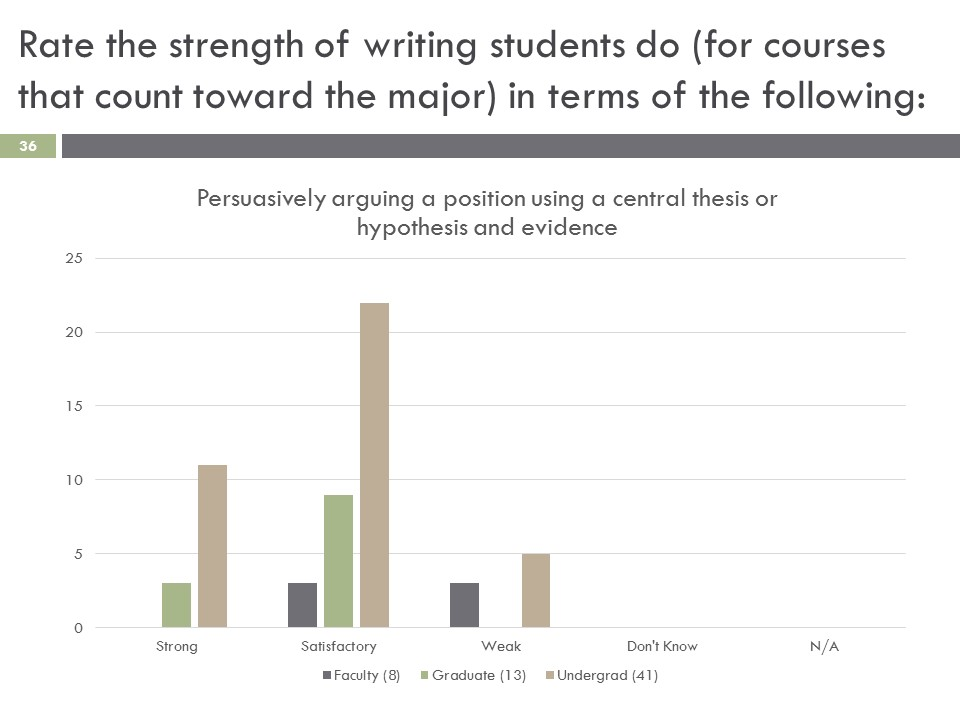 Rate the strength of writing students do (for courses
that count toward the major) in terms of the following:
36
Persuasively arguing a position using a central thesis or
hypothesis and evidence
25
20
15
10
5
0
Strong Satisfactory Weak Don't Know N/A
Faculty (8) Graduate (13) Undergrad (41)